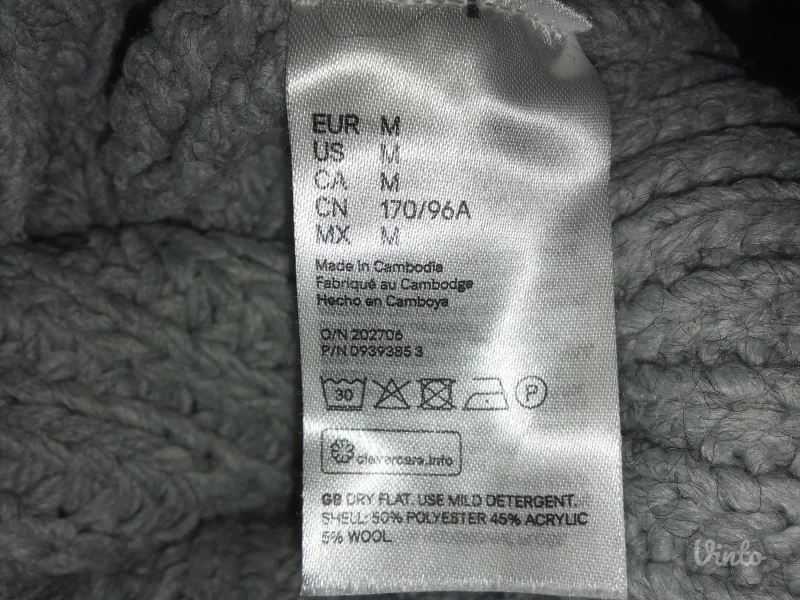 EUR M
US M
CA M
CN 170/96A
MX M
Made in Cambodia
Fabriqué au Cambodge
Hecho en Camboya
O/N 202706
P/N D939385 3
30
P
clevercare.info
GB DRY FLAT. USE MILD DETERGENT.
SHELL: 50% POLYESTER 45% ACRYLIC
5% WOOL.
Vinto